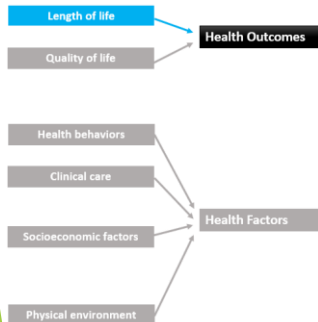 Length of life
Health Outcomes
Quality of life
Health behaviors
Clinical care
Health Factors
Socioeconomic factors
Physical environment